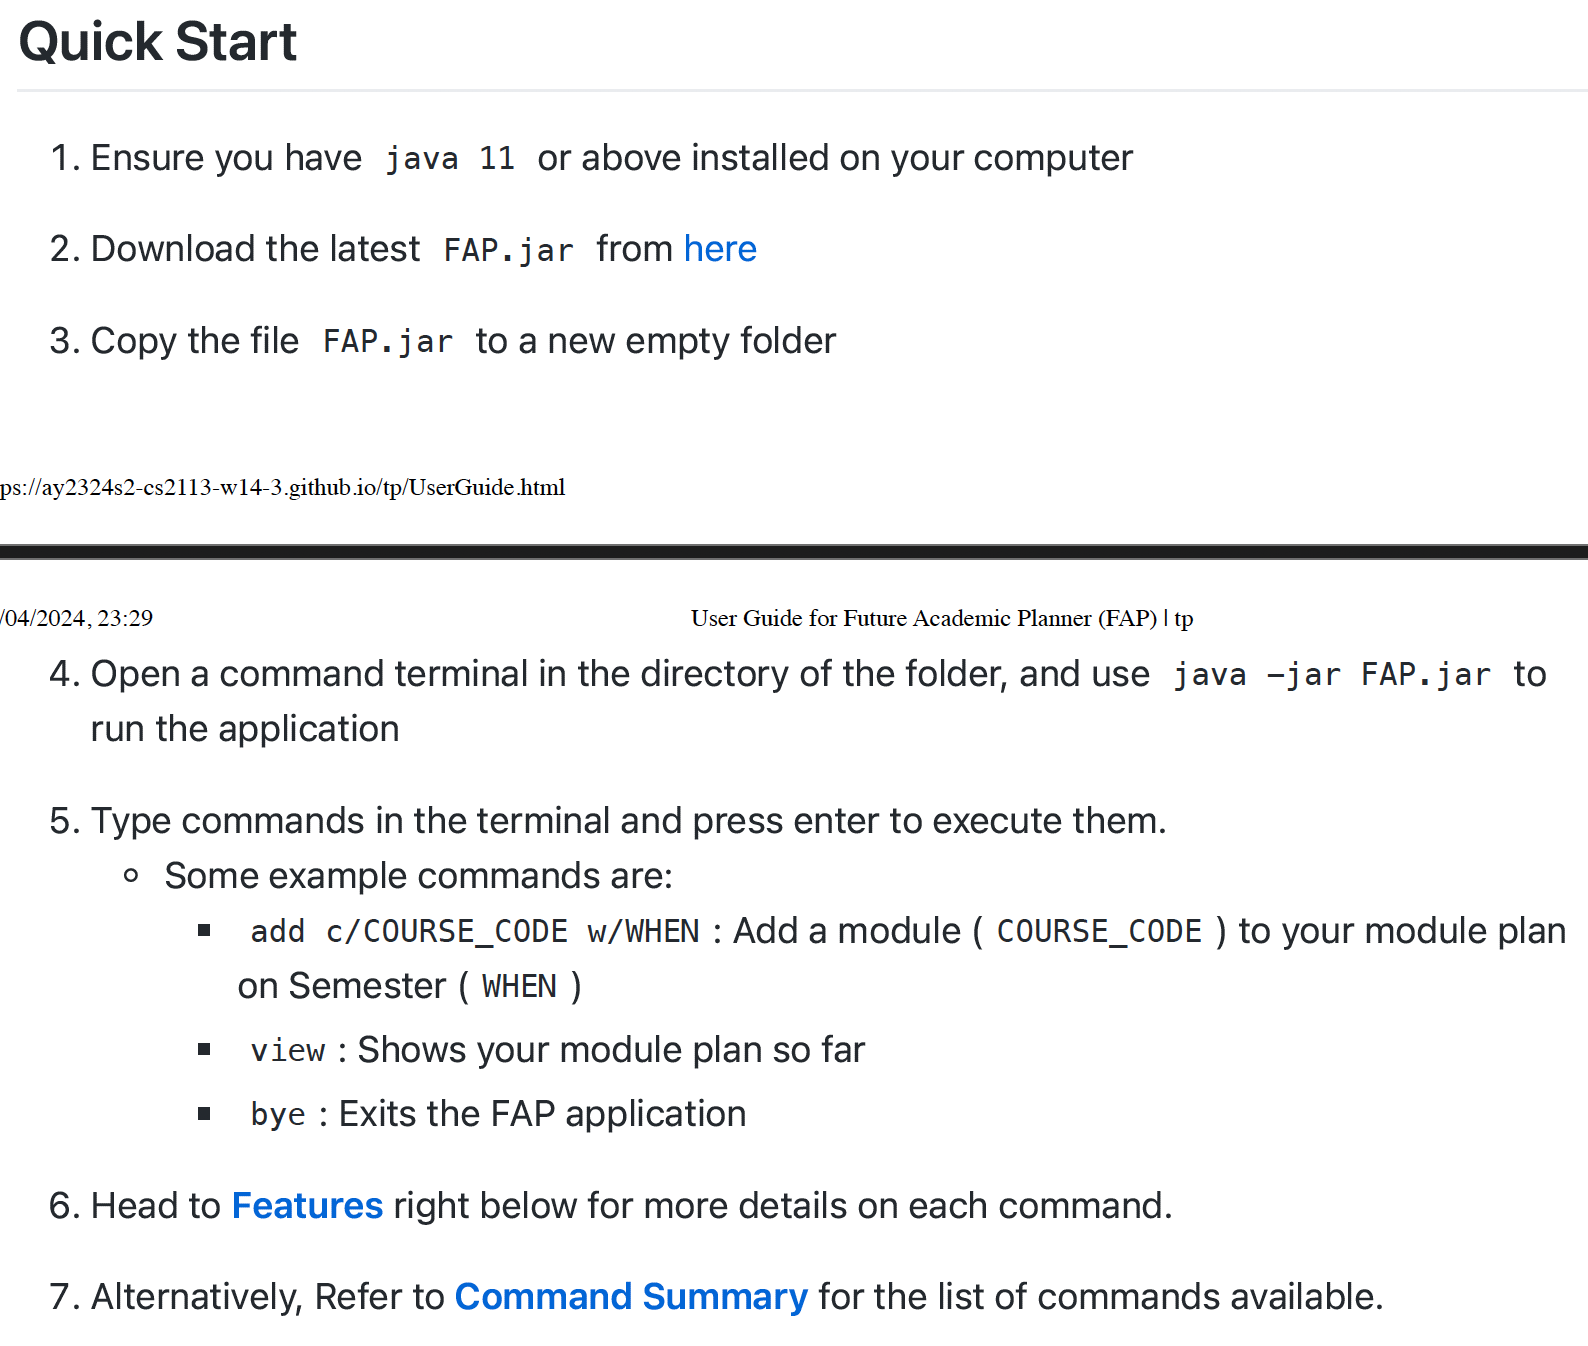 Quick Start
1. Ensure you have java 11 or above installed on your computer
2. Download the latest FAP.jar from here
3. Copy the file FAP.jar to a new empty folder
ps://ay2324s2-cs2113-w14-3.github.io/tp/UserGuide.html
/04/2024, 23:29 User Guide for Future Academic Planner (FAP) | tp
4. Open a command terminal in the directory of the folder, and use java -jar FAP.jar to
run the application
5. Type commands in the terminal and press enter to execute them.
Some example commands are:
add c/COURSE_CODE w/WHEN : Add a module ( COURSE_CODE ) to your module plan
on Semester ( WHEN )
view : Shows your module plan so far
bye : Exits the FAP application
6. Head to Features right below for more details on each command.
7. Alternatively, Refer to Command Summary for the list of commands available.